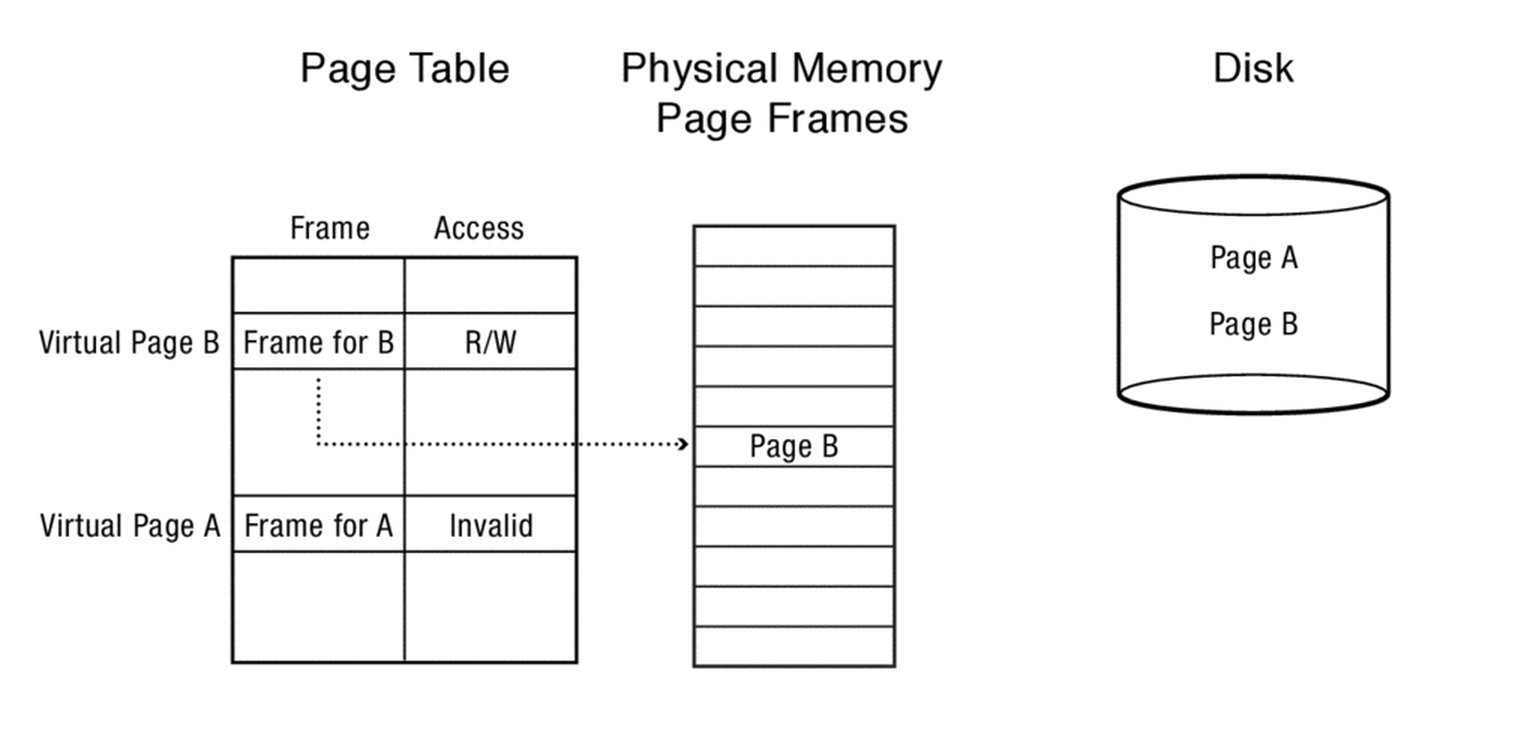 Page Table
Physical Memory
Page Frames
Disk
Frame
Access
Virtual Page B
Frame for B
R/W
Page B
Virtual Page A
Frame for A
Invalid
Page A
Page B